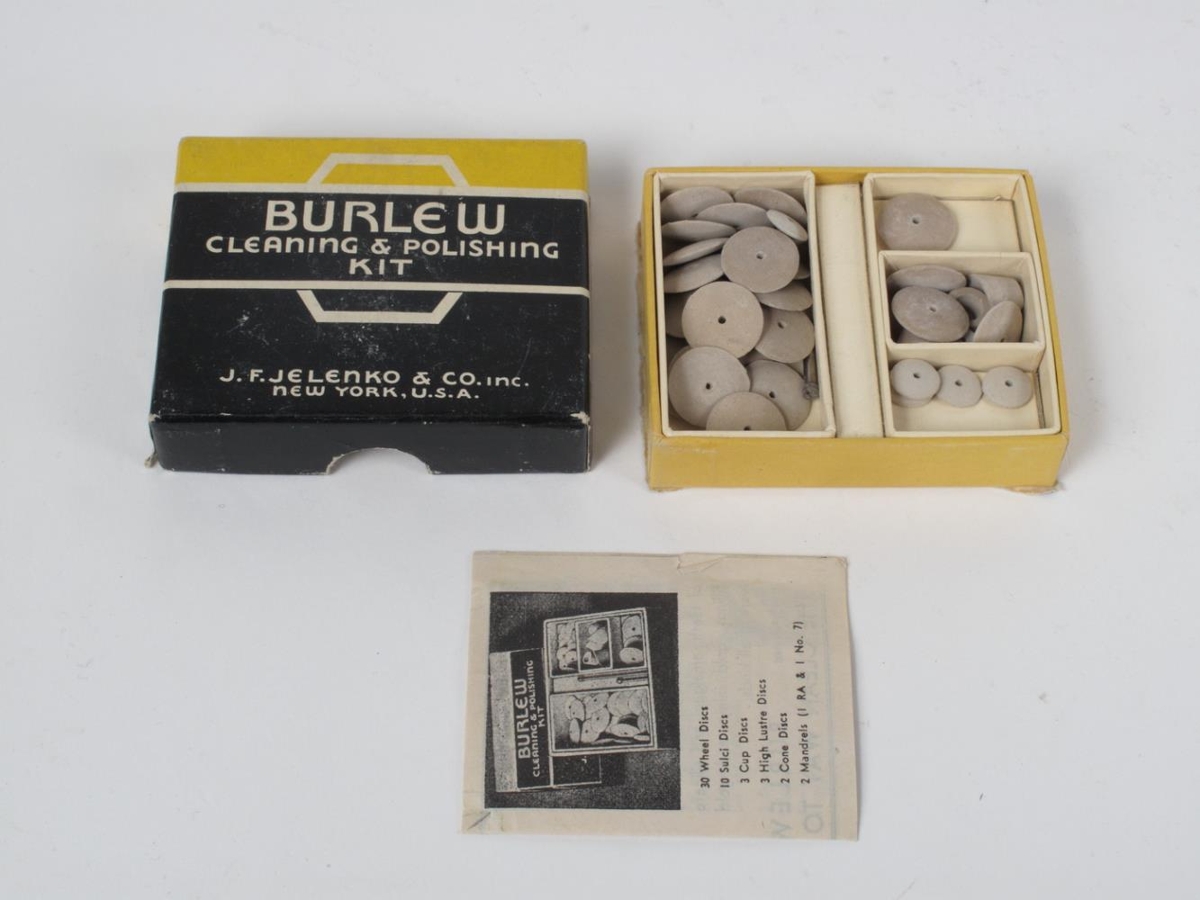 BURLEW
CLEANING & POLISHING
KIT
J. F. JELENKO & CO. INC.
NEW YORK, U.S.A.
BURLEW
CLEANING & POLISHING
KIT
J.
30 Wheel Discs
10 Sulci Discs
3 Cup Discs
3 High Lustre Discs
2 Cone Discs
2 Mandrels (1 RA & 1 No. 7)